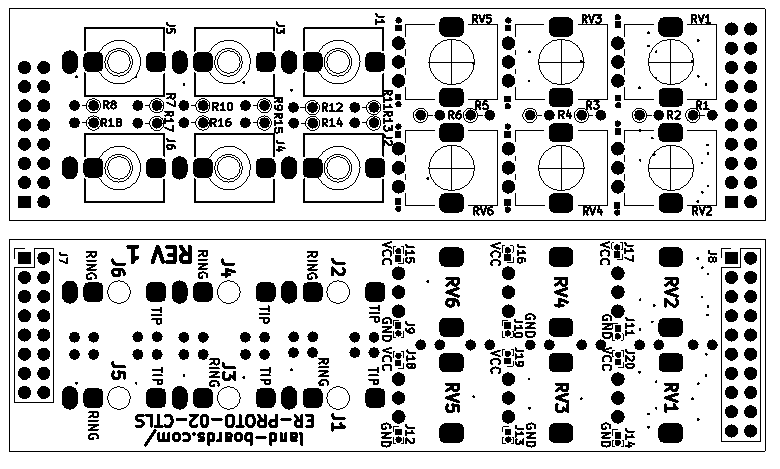 J5 J3 J1 RV5 RV3 RV1
R8 R7 R10 R9 R12 R11 R6 R5 R4 R3 R2 R1
R18 R17 R16 R15 R14 R13
J6 J4 J2 RV6 RV4 RV2
J7 RING J6 REV 1 RING J4 RING J2 VCC J15 VCC J16 VCC J17 J8
RV6 RV4 RV2
TIP TIP TIP GND J9 GND J10 GND J11
J5 TIP RING J3 TIP RING TIP VCC J18 VCC J19 VCC J20
RING J1 RV5 RV3 RV1
ER-PROTO-02-CTLS
land-boards.com/
GND J12 GND J13 GND J14